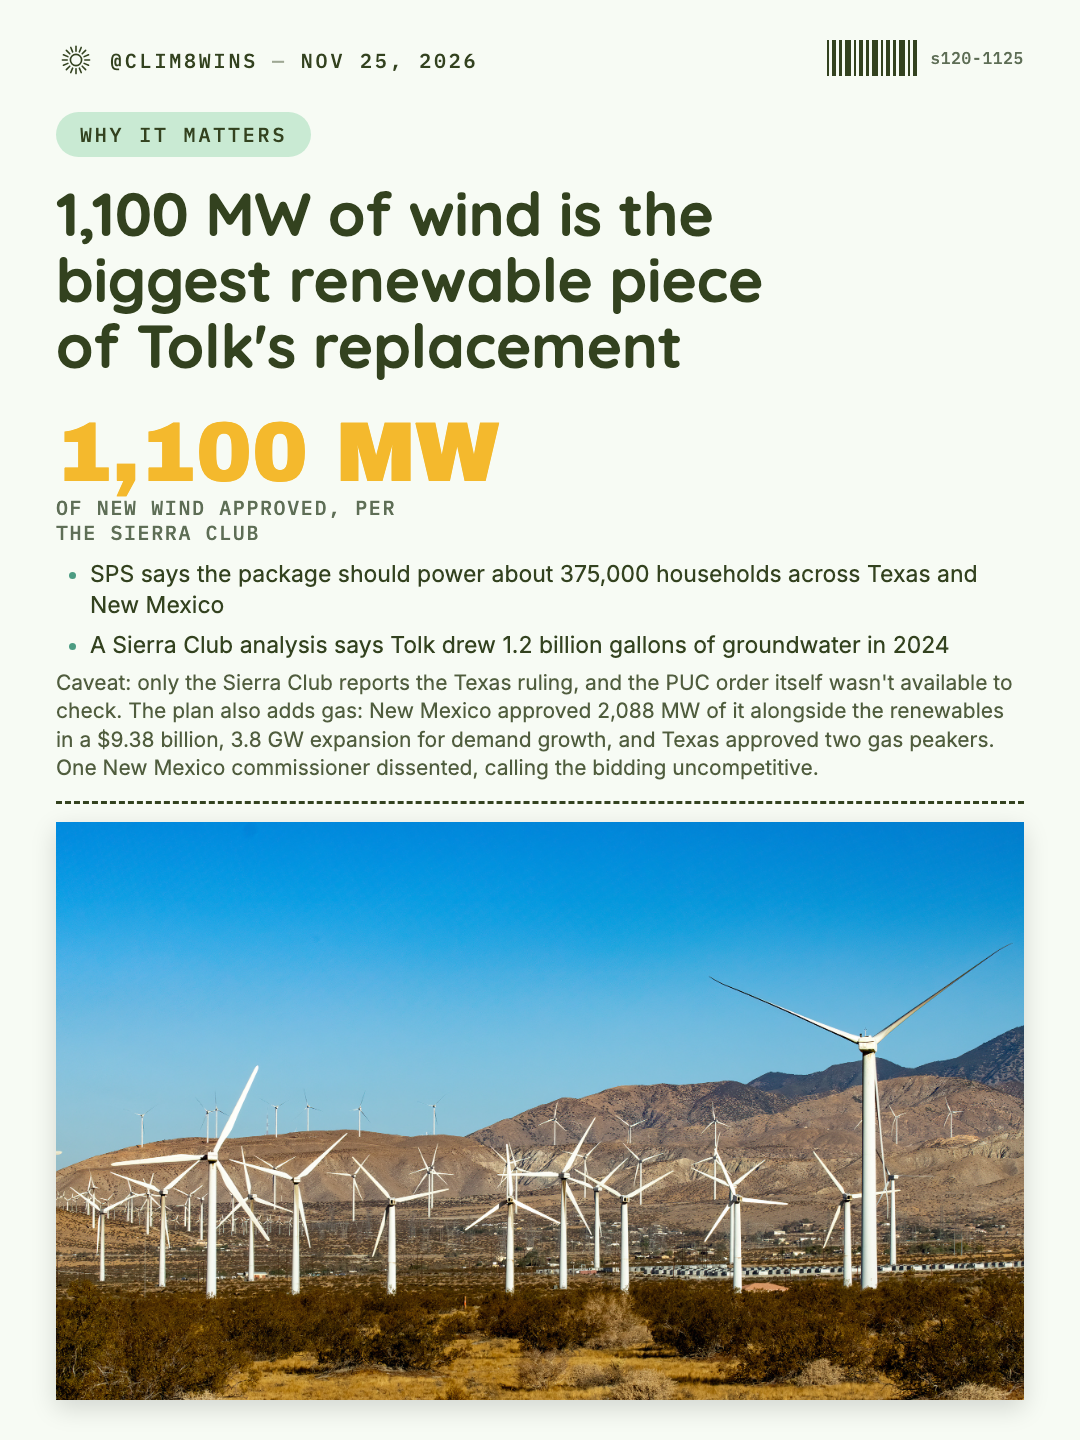 @CLIM8WINS — NOV 25, 2026
s120-1125
WHY IT MATTERS
1,100 MW of wind is the
biggest renewable piece
of Tolk's replacement
1,100 MW
OF NEW WIND APPROVED, PER
THE SIERRA CLUB
• SPS says the package should power about 375,000 households across Texas and
New Mexico
• A Sierra Club analysis says Tolk drew 1.2 billion gallons of groundwater in 2024
Caveat: only the Sierra Club reports the Texas ruling, and the PUC order itself wasn't available to
check. The plan also adds gas: New Mexico approved 2,088 MW of it alongside the renewables
in a $9.38 billion, 3.8 GW expansion for demand growth, and Texas approved two gas peakers.
One New Mexico commissioner dissented, calling the bidding uncompetitive.